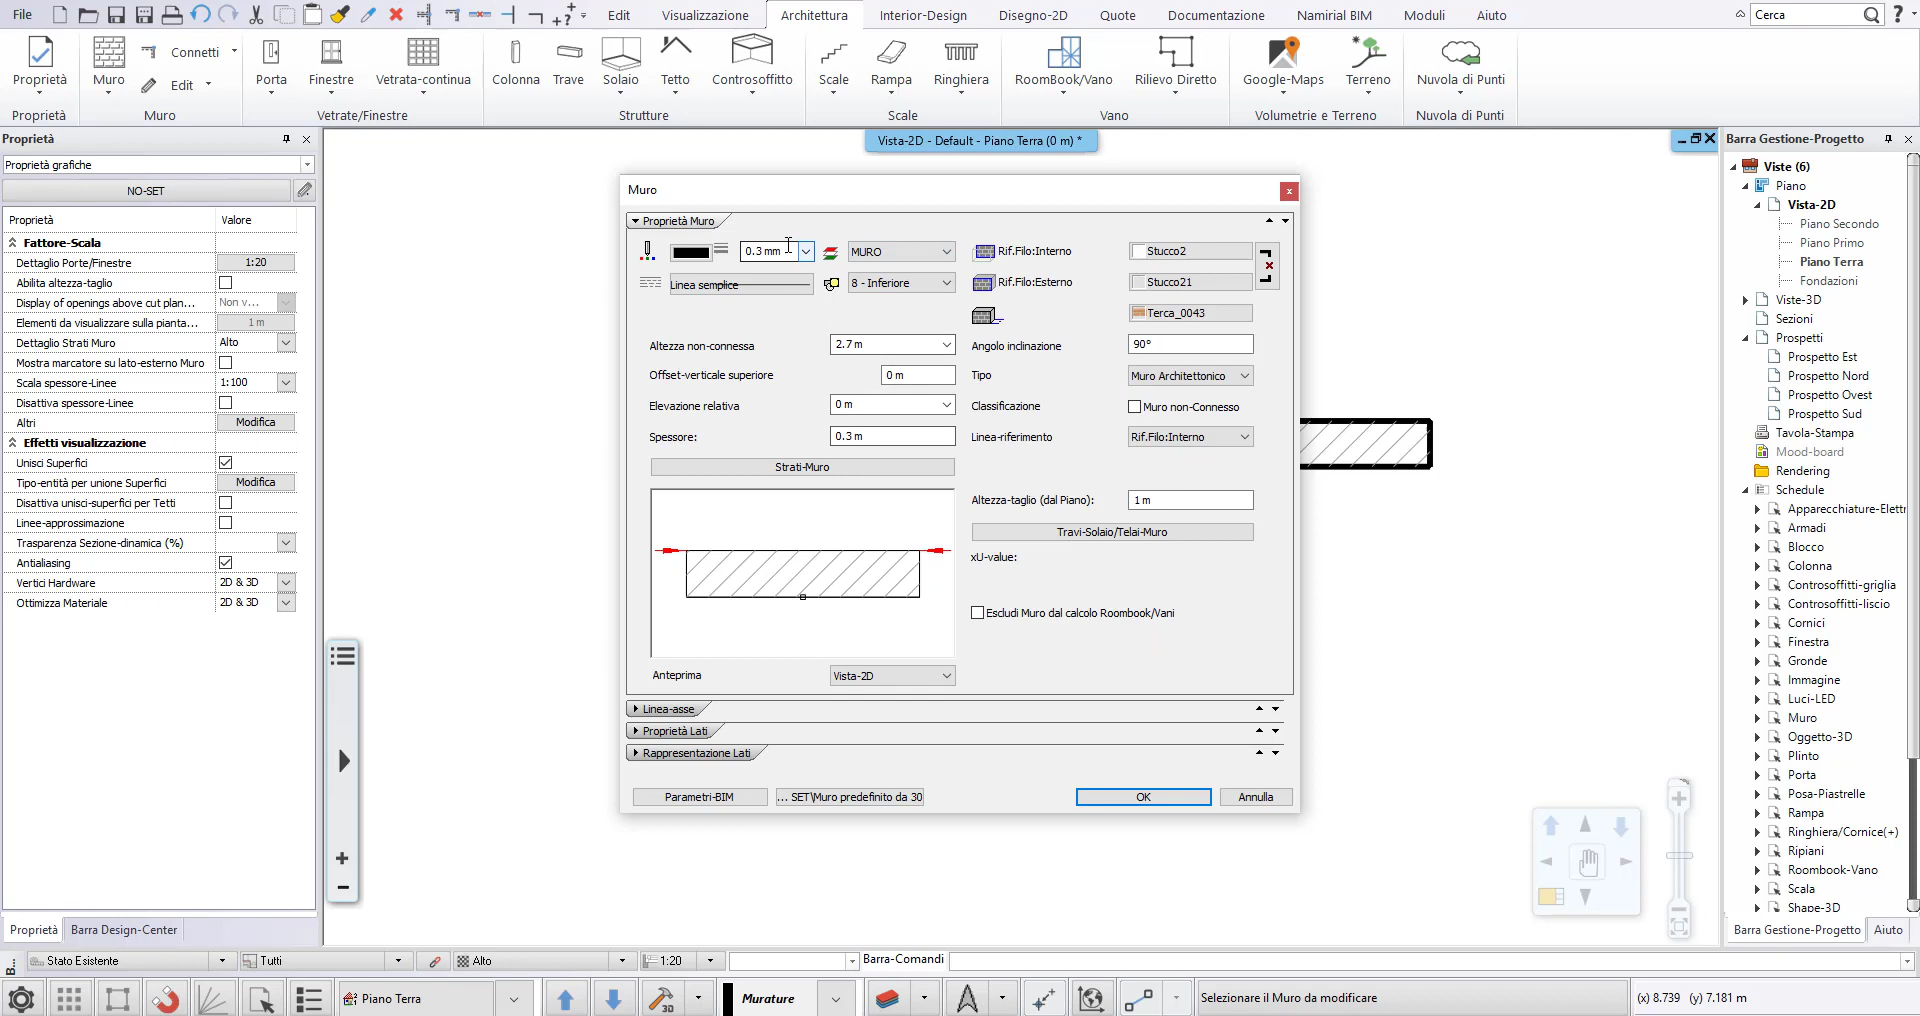 File Edit Visualizzazione Architettura Interior-Design Disegno-2D Quote Documentazione Namirial BIM Moduli Aiuto Cerca ?
Proprietà Muro Connetti Edit Porta Finestre Vetrata-continua Colonna Trave Solaio Tetto Controsoffitto Scale Rampa Ringhiera RoomBook/Vano Rilievo Diretto Google-Maps Terreno Nuvola di Punti
Proprietà Muro Vetrate/Finestre Strutture Scale Vano Volumetrie e Terreno Nuvola di Punti
Proprietà
Proprietà grafiche
NO-SET
Proprietà Valore
Fattore-Scala
Dettaglio Porte/Finestre 1:20
Abilita altezza-taglio
Display of openings above cut plan... Non v...
Elementi da visualizzare sulla pianta... 1 m
Dettaglio Strati Muro Alto
Mostra marcatore su lato-esterno Muro
Scala spessore-Linee 1:100
Disattiva spessore-Linee
Altri Modifica
Effetti visualizzazione
Unisci Superfici
Tipo-entità per unione Superfici Modifica
Disattiva unisci-superfici per Tetti
Linee-approssimazione
Trasparenza Sezione-dinamica (%)
Antialiasing
Vertici Hardware 2D & 3D
Ottimizza Materiale 2D & 3D
Proprietà Barra Design-Center
Vista-2D - Default - Piano Terra (0 m) *
Muro
Proprietà Muro
0.3 mm MURO Rif.Filo:Interno Stucco2
Linea semplice 8 - Inferiore Rif.Filo:Esterno Stucco21
Terca_0043
Altezza non-connessa 2.7 m Angolo inclinazione 90°
Offset-verticale superiore 0 m Tipo Muro Architettonico
Elevazione relativa 0 m Classificazione Muro non-Connesso
Spessore: 0.3 m Linea-riferimento Rif.Filo:Interno
Strati-Muro
Altezza-taglio (dal Piano): 1 m
Travi-Solaio/Telai-Muro
xU-value:
Escludi Muro dal calcolo Roombook/Vani
Anteprima Vista-2D
Linea-asse
Proprietà Lati
Rappresentazione Lati
Parametri-BIM ... SET\Muro predefinito da 30 OK Annulla
Barra Gestione-Progetto
Viste (6)
Piano
Vista-2D
Piano Secondo
Piano Primo
Piano Terra
Fondazioni
Viste-3D
Sezioni
Prospetti
Prospetto Est
Prospetto Nord
Prospetto Ovest
Prospetto Sud
Tavola-Stampa
Mood-board
Rendering
Schedule
Apparecchiature-Elettr
Armadi
Blocco
Colonna
Controsoffitti-griglia
Controsoffitti-liscio
Cornici
Finestra
Gronde
Immagine
Luci-LED
Muro
Oggetto-3D
Plinto
Porta
Posa-Piastrelle
Rampa
Ringhiera/Cornice(+)
Ripiani
Roombook-Vano
Scala
Shape-3D
Barra Gestione-Progetto Aiuto
B... Stato Esistente Tutti Alto 1:20 Barra-Comandi
Piano Terra 3D Murature Selezionare il Muro da modificare (x) 8.739 (y) 7.181 m